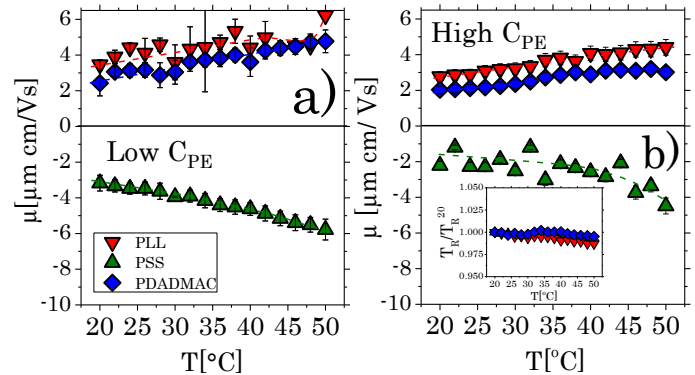 6
4
2
0
-2
-4
-6
-8
-10
μ[μm cm/Vs]
a)
Low C_PE
PLL
PSS
PDADMAC
20 25 30 35 40 45 50
T[°C]
6
4
2
0
-2
-4
-6
-8
-10
μ [μm cm/ Vs]
High C_PE
b)
1.050
1.025
1.000
0.975
0.950
T_R/T_R^20
20 25 30 35 40 45 50
T[°C]
20 25 30 35 40 45 50
T[°C]